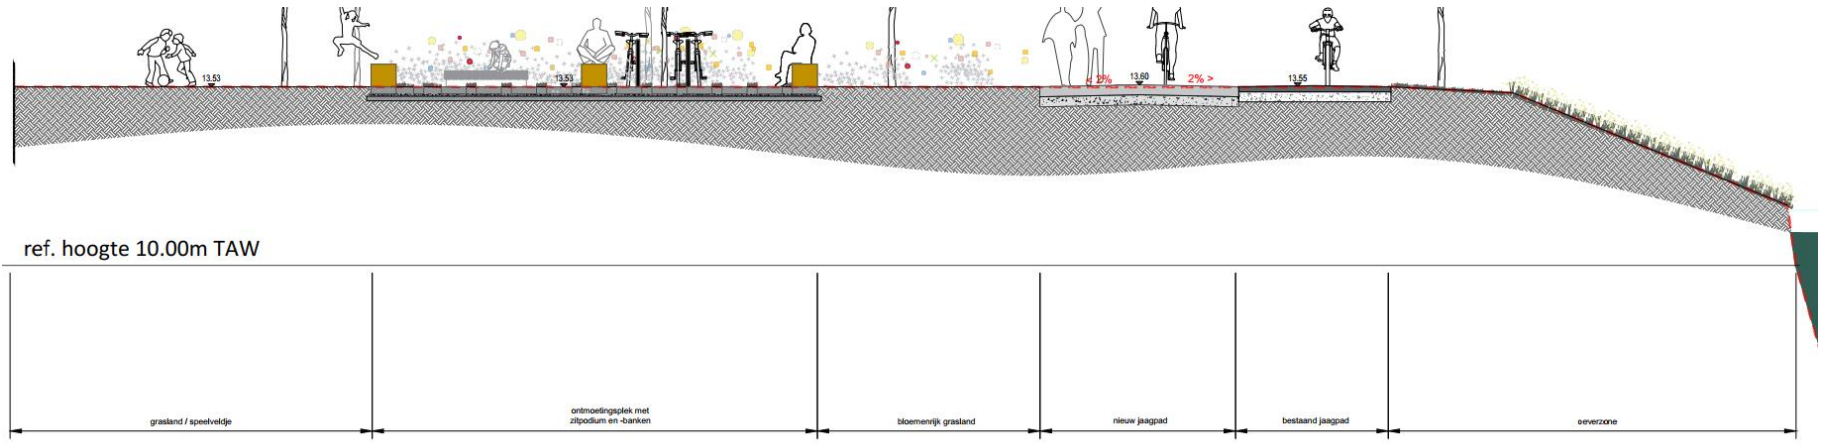 13.53
13.53
< 2%
13.60
2% >
13.55
ref. hoogte 10.00m TAW
grasland / speelveldje
ontmoetingsplek met
zitpodium en -banken
bloemenrijk grasland
nieuw jaagpad
bestaand jaagpad
oeverzone